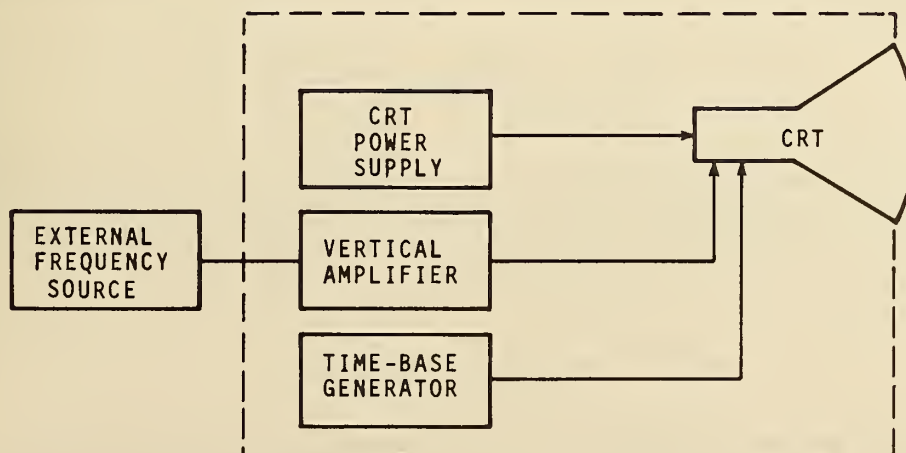 CRT
POWER
SUPPLY
CRT
EXTERNAL
FREQUENCY
SOURCE
VERTICAL
AMPLIFIER
TIME-BASE
GENERATOR